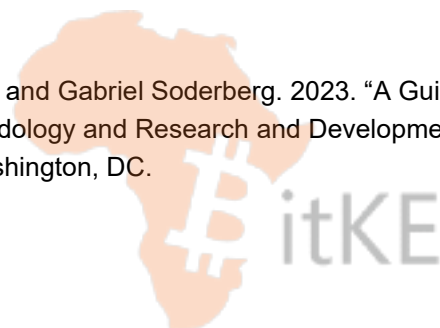 and Gabriel Soderberg. 2023. “A Gui
dology and Research and Developme
shington, DC.
itKE